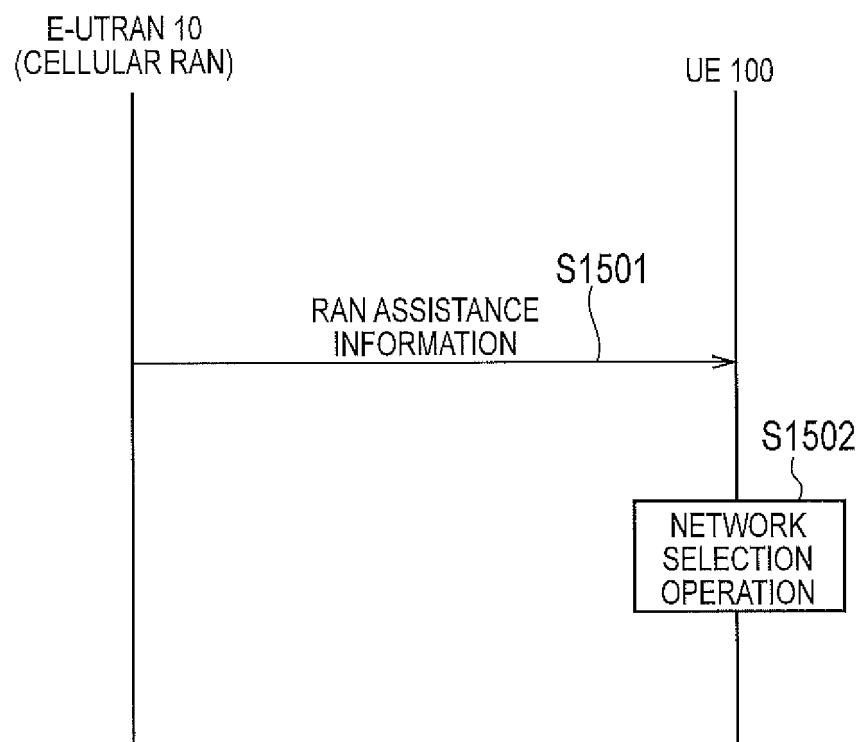 E-UTRAN 10
(CELLULAR RAN)
UE 100
S1501
RAN ASSISTANCE
INFORMATION
S1502
NETWORK
SELECTION
OPERATION